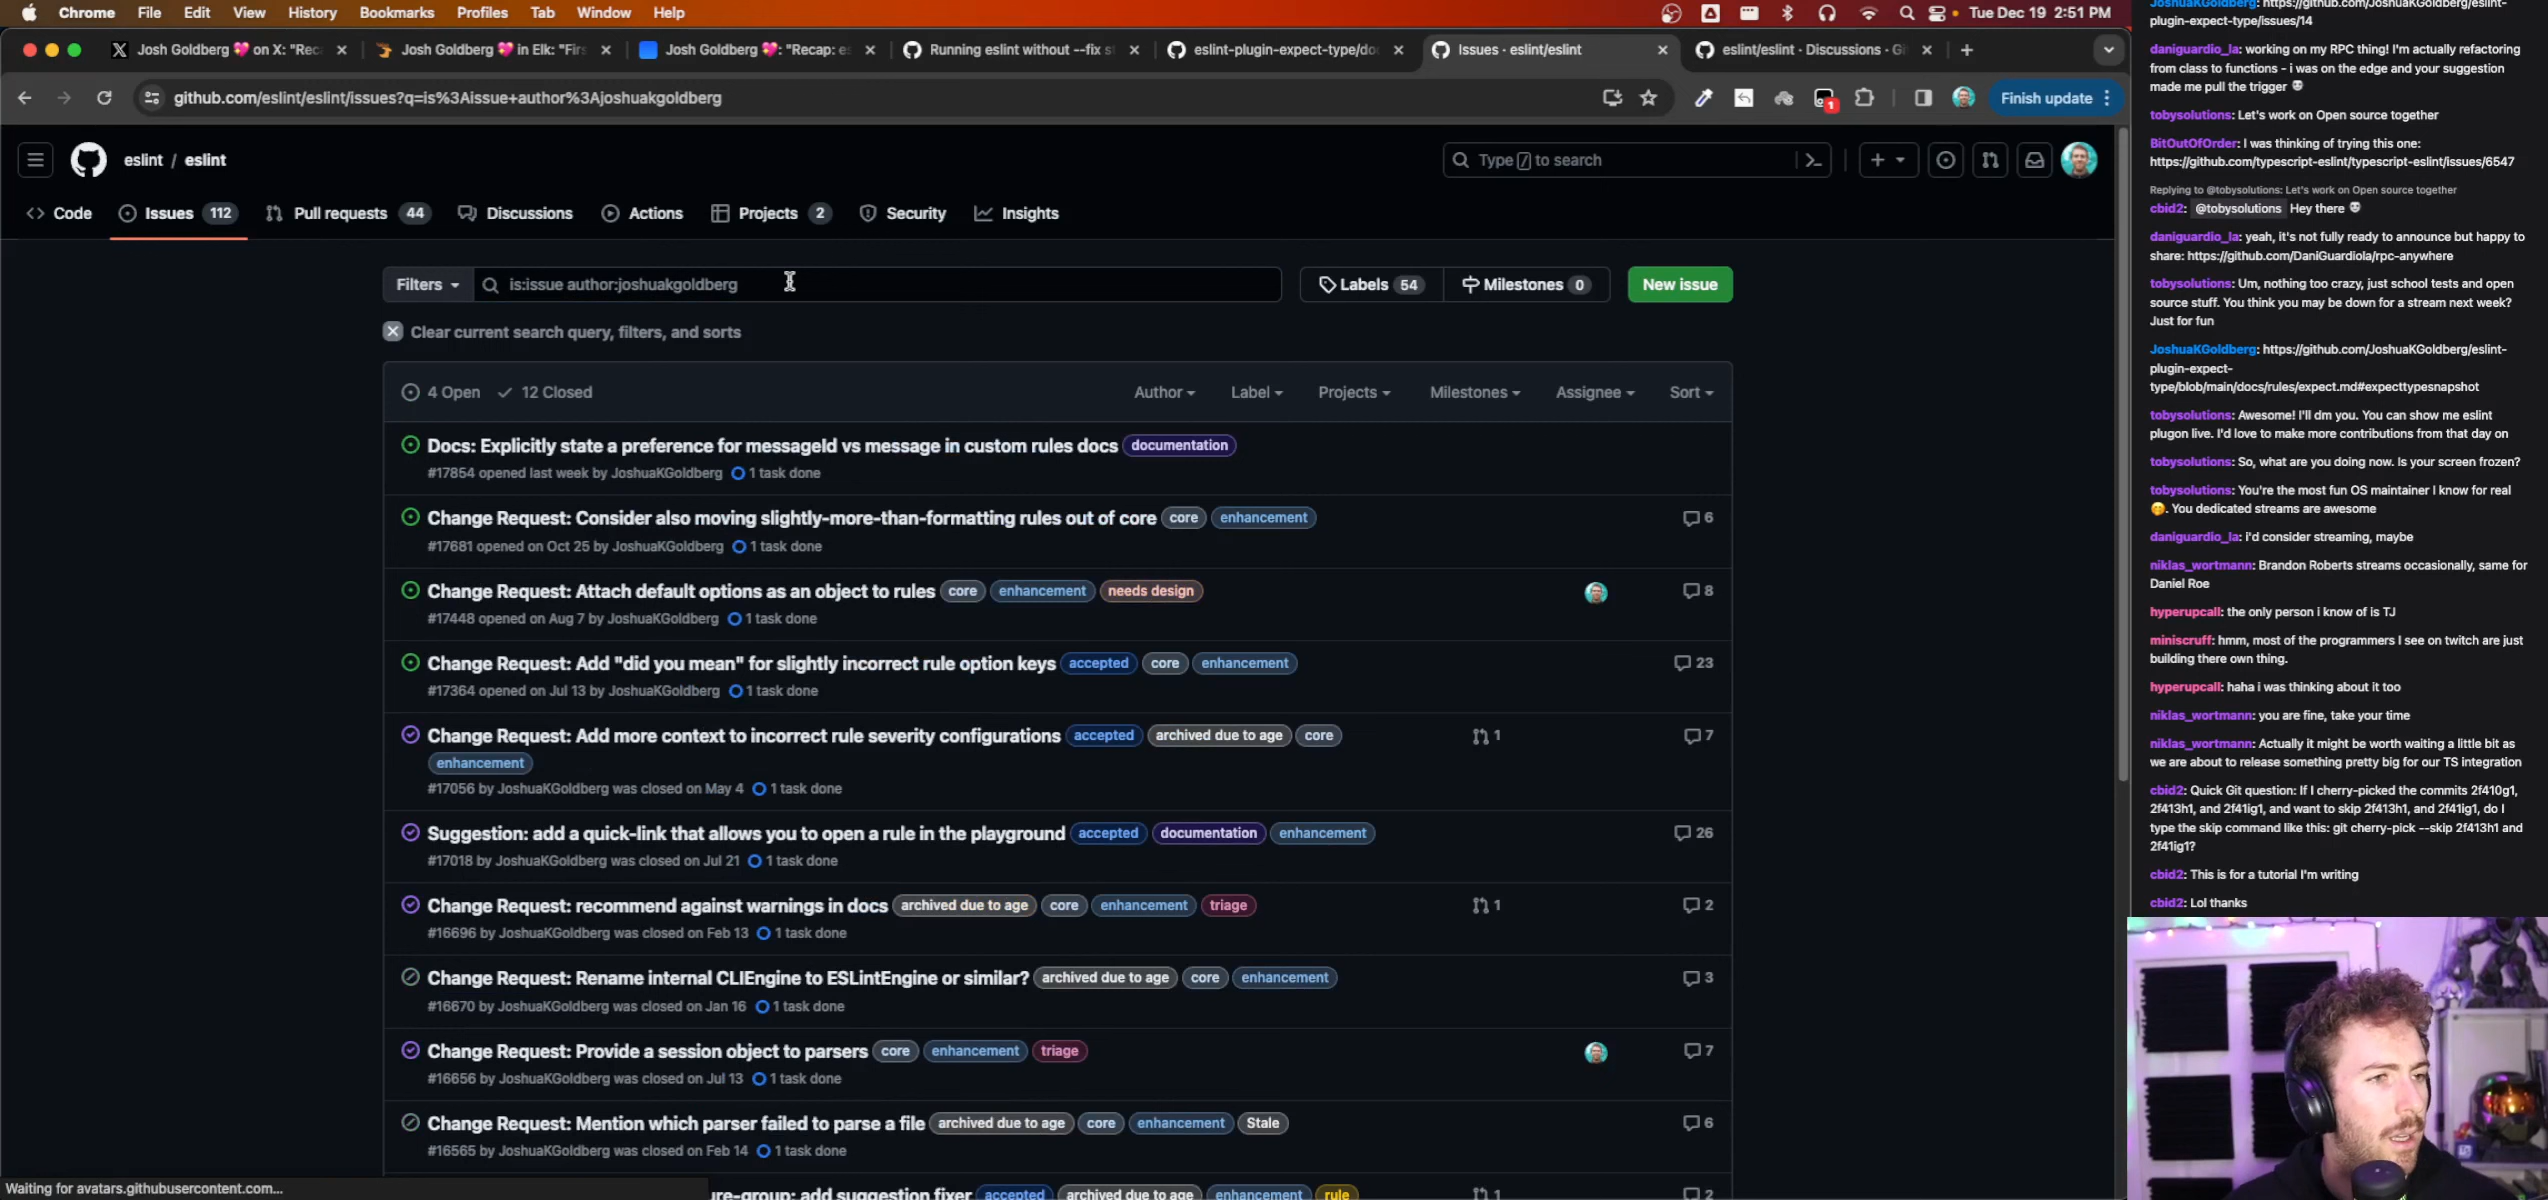 Chrome File Edit View History Bookmarks Profiles Tab Window Help
Tue Dec 19 2:51 PM
Josh Goldberg 💖 on X: "Rec
Josh Goldberg 💖 in Elk: "Fir
Josh Goldberg 💖: "Recap: e
Running eslint without --fix s
eslint-plugin-expect-type/do
Issues · eslint/eslint
eslint/eslint · Discussions · G
github.com/eslint/eslint/issues?q=is%3Aissue+author%3Ajoshuakgoldberg
1
Finish update
eslint / eslint
Type / to search
Code
Issues 112
Pull requests 44
Discussions
Actions
Projects 2
Security
Insights
Filters
is:issue author:joshuakgoldberg
Labels 54
Milestones 0
New issue
Clear current search query, filters, and sorts
4 Open 12 Closed
Author Label Projects Milestones Assignee Sort
Docs: Explicitly state a preference for messageId vs message in custom rules docs documentation
#17854 opened last week by JoshuaKGoldberg 1 task done
Change Request: Consider also moving slightly-more-than-formatting rules out of core core enhancement 6
#17681 opened on Oct 25 by JoshuaKGoldberg 1 task done
Change Request: Attach default options as an object to rules core enhancement needs design 8
#17448 opened on Aug 7 by JoshuaKGoldberg 1 task done
Change Request: Add "did you mean" for slightly incorrect rule option keys accepted core enhancement 23
#17364 opened on Jul 13 by JoshuaKGoldberg 1 task done
Change Request: Add more context to incorrect rule severity configurations accepted archived due to age core 1 7
enhancement
#17056 by JoshuaKGoldberg was closed on May 4 1 task done
Suggestion: add a quick-link that allows you to open a rule in the playground accepted documentation enhancement 26
#17018 by JoshuaKGoldberg was closed on Jul 21 1 task done
Change Request: recommend against warnings in docs archived due to age core enhancement triage 1 2
#16696 by JoshuaKGoldberg was closed on Feb 13 1 task done
Change Request: Rename internal CLIEngine to ESLintEngine or similar? archived due to age core enhancement 3
#16670 by JoshuaKGoldberg was closed on Jan 16 1 task done
Change Request: Provide a session object to parsers core enhancement triage 7
#16656 by JoshuaKGoldberg was closed on Jul 13 1 task done
Change Request: Mention which parser failed to parse a file archived due to age core enhancement Stale 6
#16565 by JoshuaKGoldberg was closed on Feb 14 1 task done
re-group: add suggestion fixer accepted archived due to age enhancement rule 1 2
Waiting for avatars.githubusercontent.com...
JoshuaKGoldberg: https://github.com/JoshuaKGoldberg/eslint-
plugin-expect-type/issues/14
daniguardio_la: working on my RPC thing! I'm actually refactoring
from class to functions - i was on the edge and your suggestion
made me pull the trigger
tobysolutions: Let's work on Open source together
BitOutOfOrder: I was thinking of trying this one:
https://github.com/typescript-eslint/typescript-eslint/issues/6547
Replying to @tobysolutions: Let's work on Open source together
cbid2: @tobysolutions Hey there
daniguardio_la: yeah, it's not fully ready to announce but happy to
share: https://github.com/DaniGuardiola/rpc-anywhere
tobysolutions: Um, nothing too crazy, just school tests and open
source stuff. You think you may be down for a stream next week?
Just for fun
JoshuaKGoldberg: https://github.com/JoshuaKGoldberg/eslint-
plugin-expect-
type/blob/main/docs/rules/expect.md#expecttypesnapshot
tobysolutions: Awesome! I'll dm you. You can show me eslint
plugon live. I'd love to make more contributions from that day on
tobysolutions: So, what are you doing now. Is your screen frozen?
tobysolutions: You're the most fun OS maintainer I know for real
🤭. You dedicated streams are awesome
daniguardio_la: i'd consider streaming, maybe
niklas_wortmann: Brandon Roberts streams occasionally, same for
Daniel Roe
hyperupcall: the only person i know of is TJ
miniscruff: hmm, most of the programmers I see on twitch are just
building there own thing.
hyperupcall: haha i was thinking about it too
niklas_wortmann: you are fine, take your time
niklas_wortmann: Actually it might be worth waiting a little bit as
we are about to release something pretty big for our TS integration
cbid2: Quick Git question: If I cherry-picked the commits 2f410g1,
2f413h1, and 2f41ig1, and want to skip 2f413h1, and 2f41ig1, do I
type the skip command like this: git cherry-pick --skip 2f413h1 and
2f41ig1?
cbid2: This is for a tutorial I'm writing
cbid2: Lol thanks